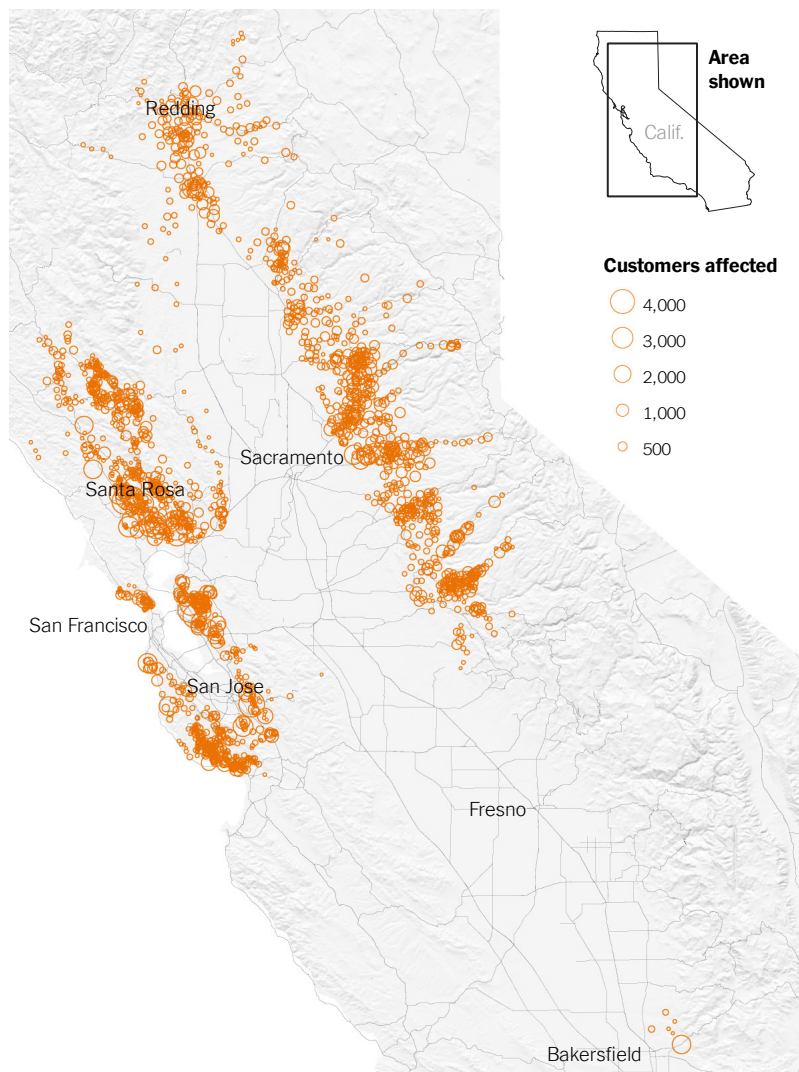 Area
shown
Calif.
Redding
Customers affected
4,000
3,000
2,000
1,000
500
Sacramento
Santa Rosa
San Francisco
San Jose
Fresno
Bakersfield